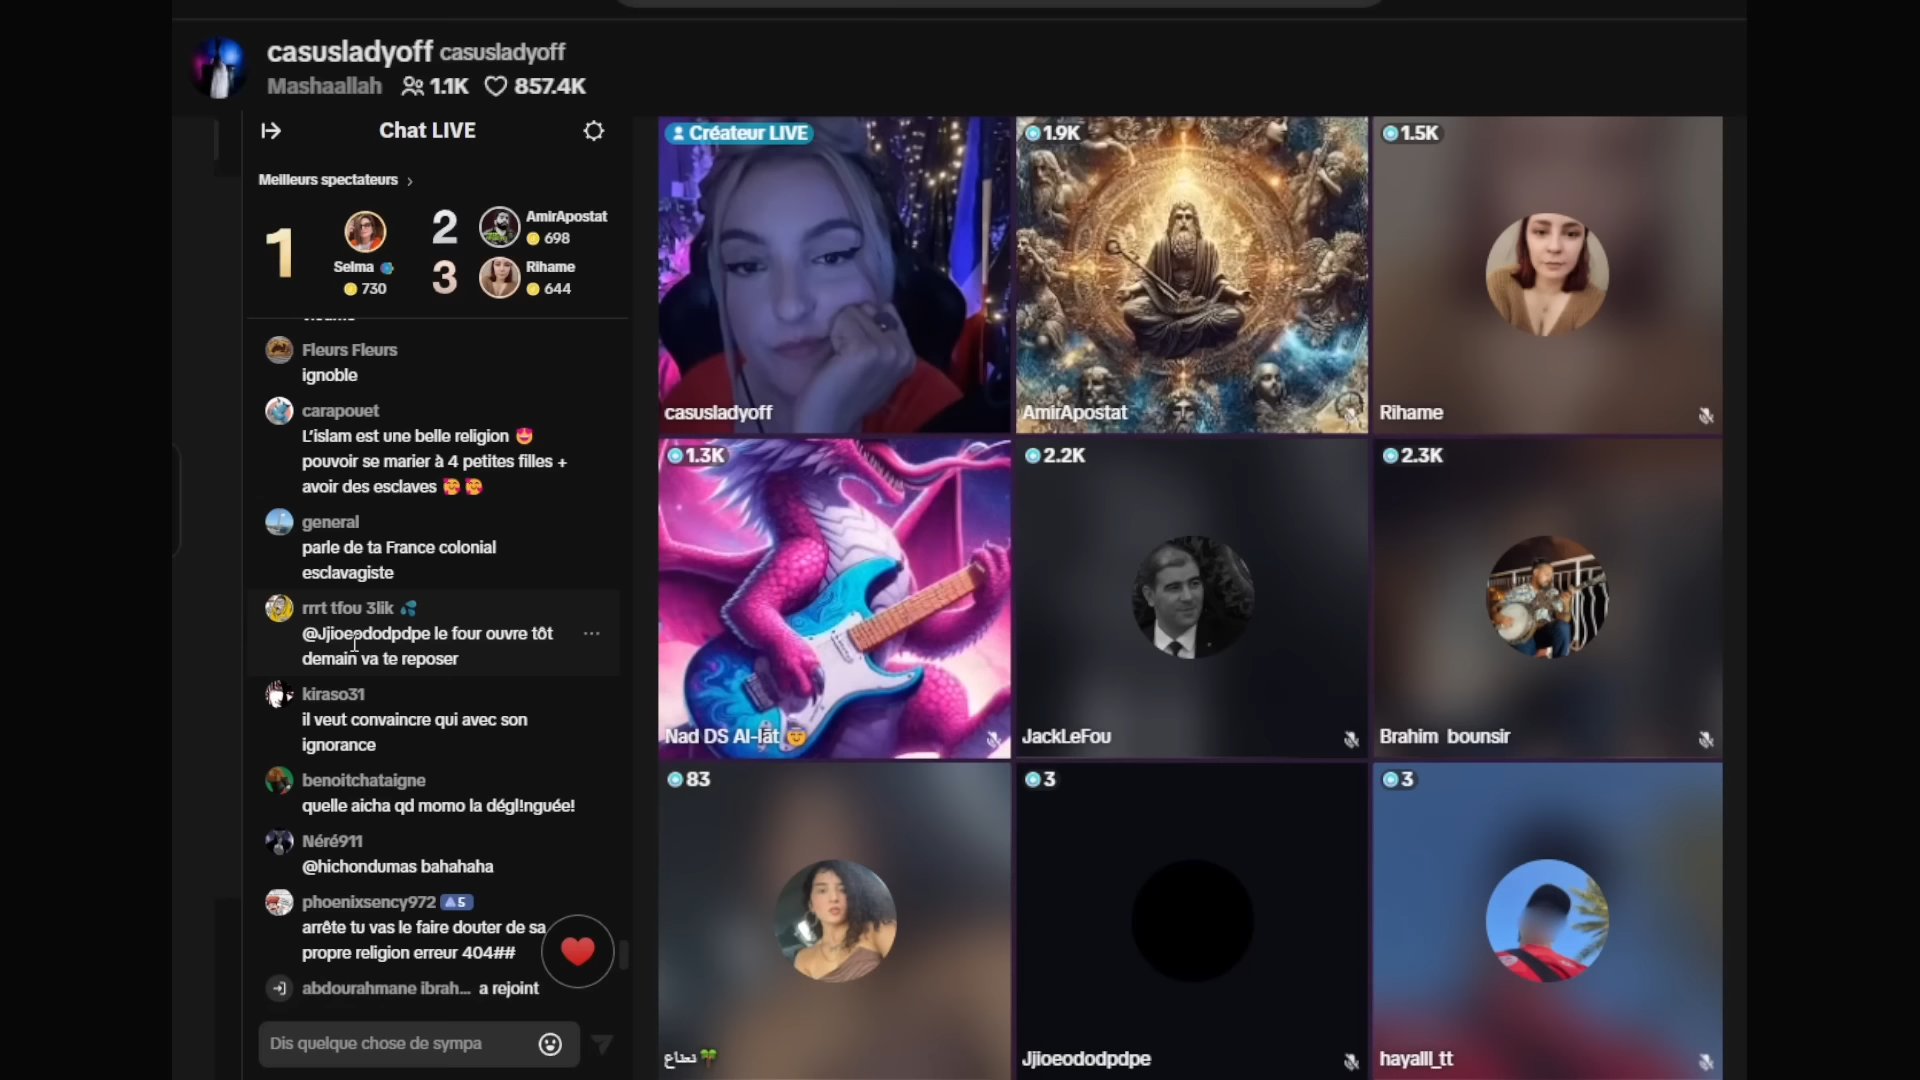 casusladyoff casusladyoff
Mashaallah 1.1K 857.4K
Chat LIVE
Meilleurs spectateurs
1
Selma
730
2
AmirApostat
698
3
Rihame
644
Fleurs Fleurs
ignoble
carapouet
L'islam est une belle religion 🤩
pouvoir se marier à 4 petites filles +
avoir des esclaves 🥰 🥰
general
parle de ta France colonial
esclavagiste
rrrt tfou 3lik 💦
@Jjioeododpdpe le four ouvre tôt
demain va te reposer
kiraso31
il veut convaincre qui avec son
ignorance
benoitchataigne
quelle aicha qd momo la dégl!nguée!
Néré911
@hichondumas bahahaha
phoenixsency972 5
arrête tu vas le faire douter de sa
propre religion erreur 404##
abdourahmane ibrah... a rejoint
Dis quelque chose de sympa
Créateur LIVE
casusladyoff
1.9K
AmirApostat
1.5K
Rihame
1.3K
Nad DS Al-lāt
2.2K
JackLeFou
2.3K
Brahim bounsir
83
نعناع🌴
3
Jjioeododpdpe
3
hayalll_tt